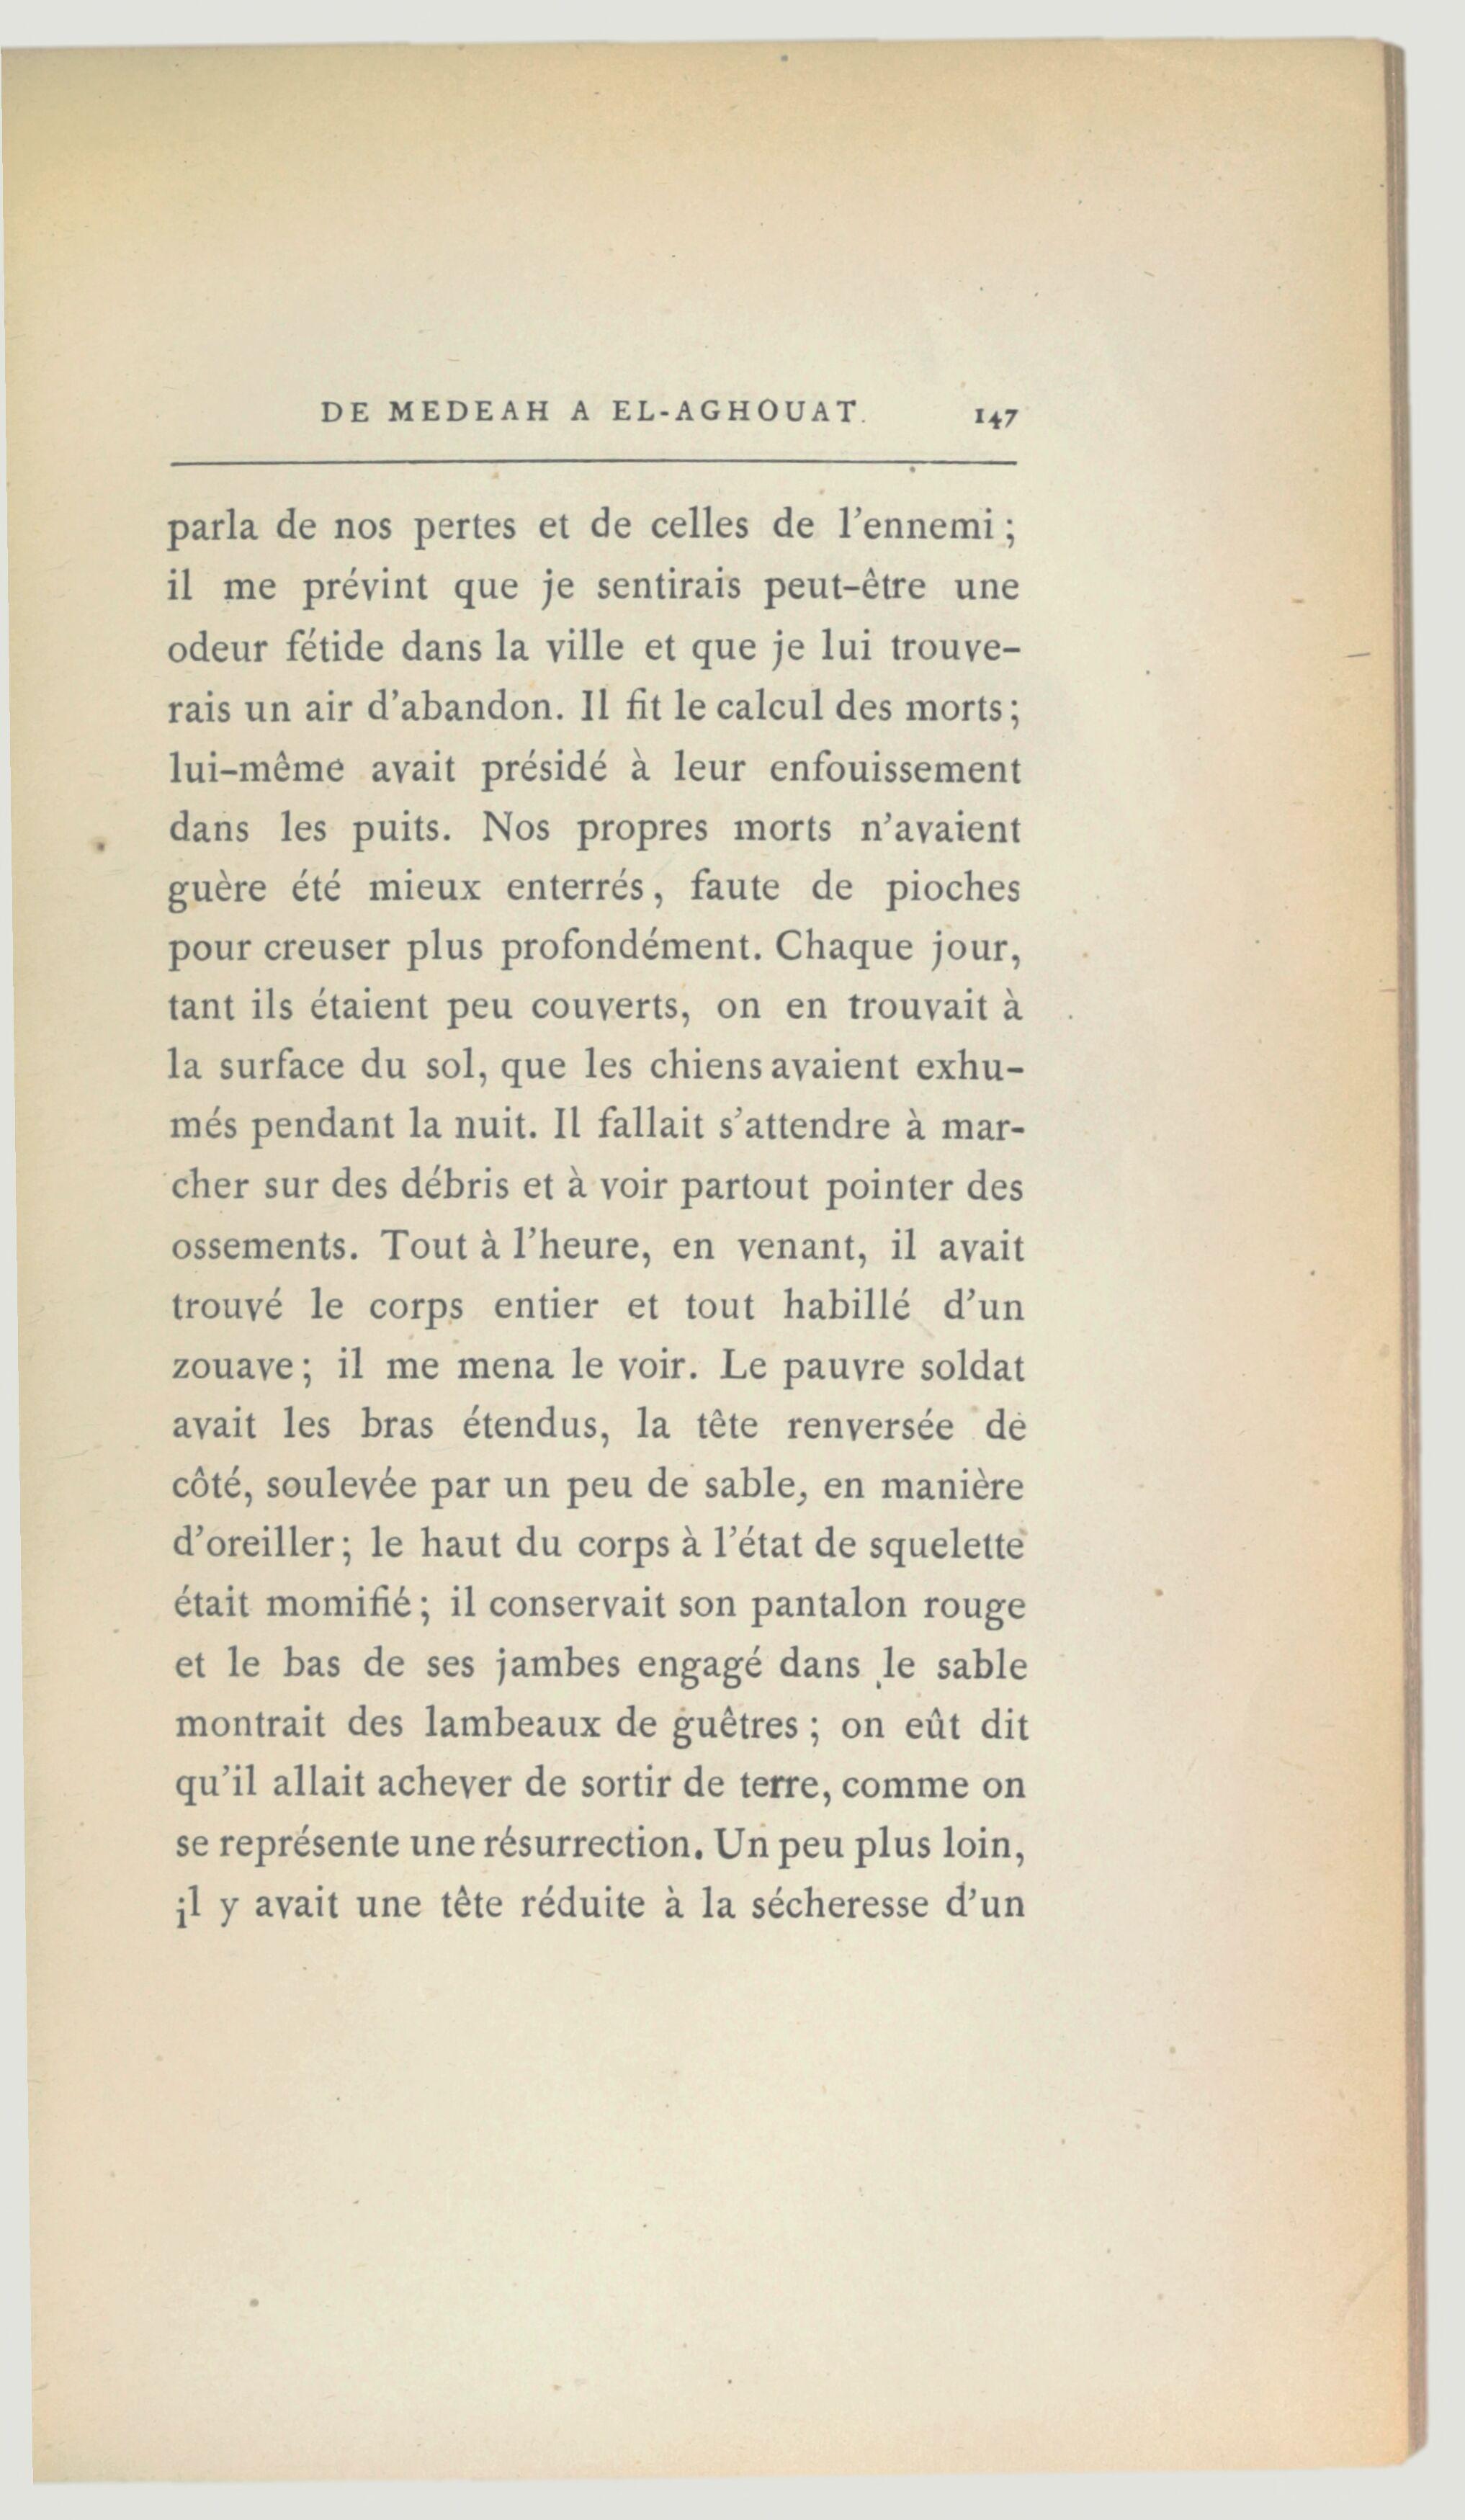 DE MEDEAH A EL-AGHOUAT. 147
parla de nos pertes et de celles de l'ennemi ;
il me prévint que je sentirais peut-être une
odeur fétide dans la ville et que je lui trouve-
rais un air d'abandon. Il fit le calcul des morts ;
lui-même avait présidé à leur enfouissement
dans les puits. Nos propres morts n'avaient
guère été mieux enterrés, faute de pioches
pour creuser plus profondément. Chaque jour,
tant ils étaient peu couverts, on en trouvait à
la surface du sol, que les chiens avaient exhu-
més pendant la nuit. Il fallait s'attendre à mar-
cher sur des débris et à voir partout pointer des
ossements. Tout à l'heure, en venant, il avait
trouvé le corps entier et tout habillé d'un
zouave ; il me mena le voir. Le pauvre soldat
avait les bras étendus, la tête renversée de
côté, soulevée par un peu de sable, en manière
d'oreiller ; le haut du corps à l'état de squelette
était momifié ; il conservait son pantalon rouge
et le bas de ses jambes engagé dans le sable
montrait des lambeaux de guêtres ; on eût dit
qu'il allait achever de sortir de terre, comme on
se représente une résurrection. Un peu plus loin,
il y avait une tête réduite à la sécheresse d'un